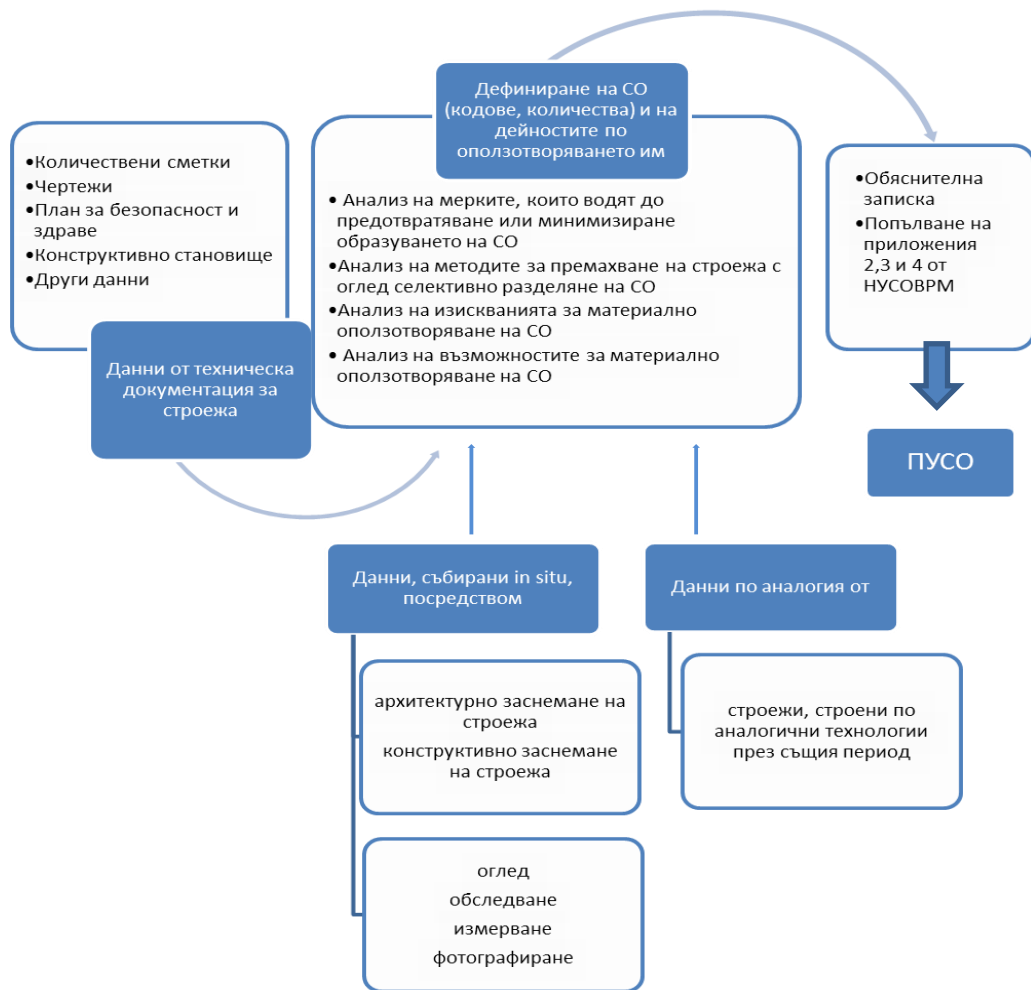 •Количествени сметки
•Чертежи
•План за безопасност и
здраве
•Конструктивно становище
•Други данни
Данни от техническа
документация за
строежа
Дефиниране на СО
(кодове, количества) и на
дейностите по
оползотворяването им
• Анализ на мерките, които водят до
предотвратяване или минимизиране
образуването на СО
•Анализ на методите за премахване на строежа с
оглед селективно разделяне на СО
•Анализ на изискванията за материално
оползотворяване на СО
• Анализ на възможностите за материално
оползотворяване на СО
•Обяснителна
записка
•Попълване на
приложения
2,3 и 4 от
НУСОВРМ
ПУСО
Данни, събирани in situ,
посредством
архитектурно заснемане на
строежа
конструктивно заснемане
на строежа
оглед
обследване
измерване
фотографиране
Данни по аналогия от
строежи, строени по
аналогични технологии
през същия период